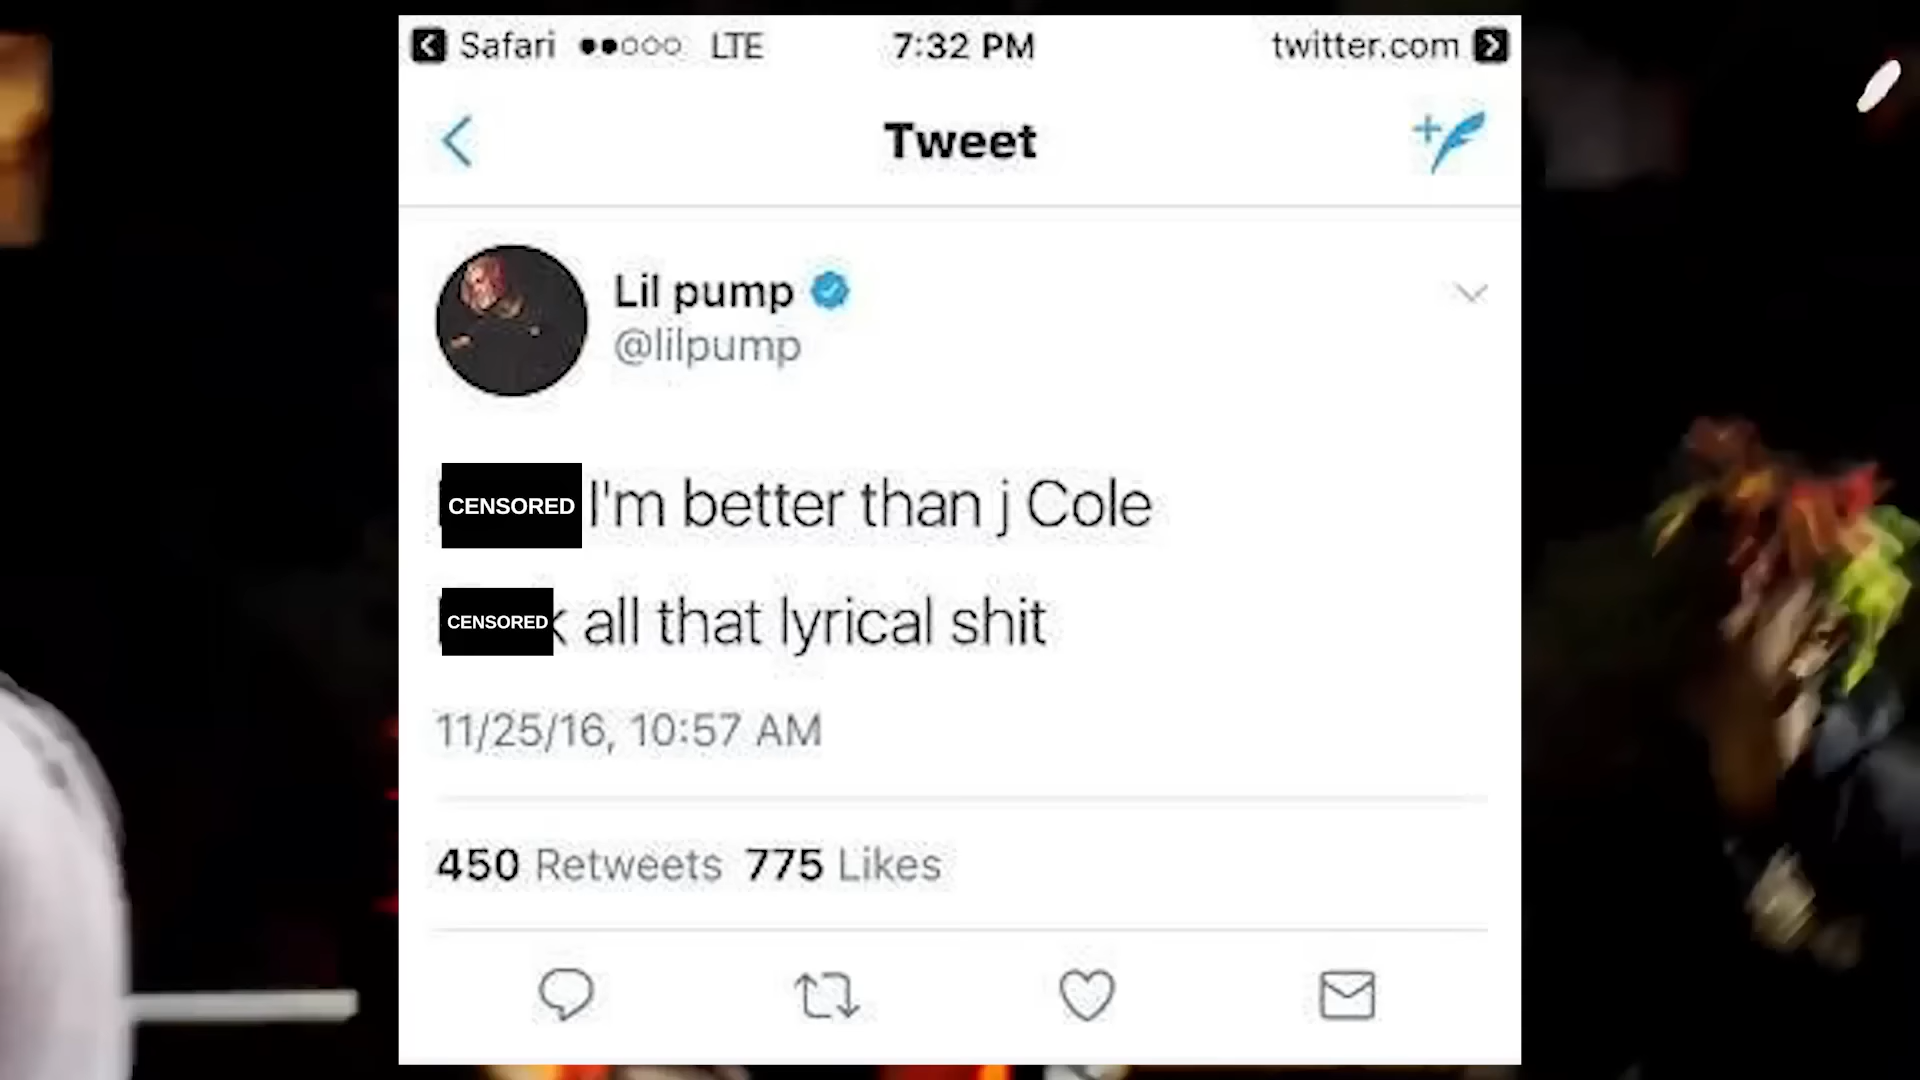 Safari LTE 7:32 PM twitter.com
Tweet
Lil pump
@lilpump
CENSORED I'm better than j Cole
CENSORED k all that lyrical shit
11/25/16, 10:57 AM
450 Retweets 775 Likes